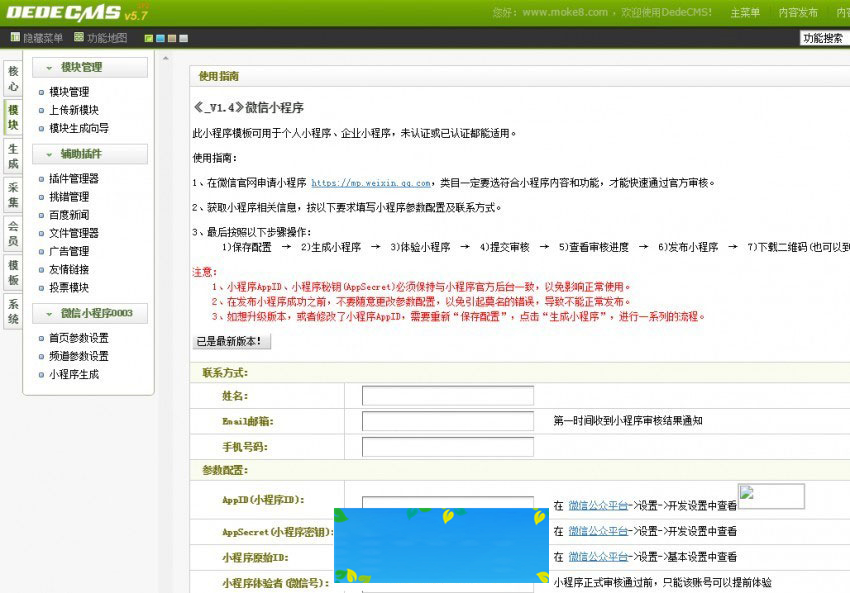 DEDECMS v5.7
您好：www.moke8.com ，欢迎使用DedeCMS! 主菜单 内容发布
隐藏菜单 功能地图 功能搜索
核心
模块
生成
采集
会员
模板
系统
模块管理
模块管理
上传新模块
模块生成向导
辅助插件
插件管理器
挑错管理
百度新闻
文件管理器
广告管理
友情链接
投票模块
微信小程序0003
首页参数设置
频道参数设置
小程序生成
使用指南
《_V1.4》微信小程序
此小程序模板可用于个人小程序、企业小程序，未认证或已认证都能适用。
使用指南：
1、在微信官网申请小程序 https://mp.weixin.qq.com，类目一定要选符合小程序内容和功能，才能快速通过官方审核。
2、获取小程序相关信息，按以下要求填写小程序参数配置及联系方式。
3、最后按照以下步骤操作：
1)保存配置 → 2)生成小程序 → 3)体验小程序 → 4)提交审核 → 5)查看审核进度 → 6)发布小程序 → 7)下载二维码(也可以到
注意：
1、小程序AppID、小程序秘钥(AppSecret)必须保持与小程序官方后台一致，以免影响正常使用。
2、在发布小程序成功之前，不要随意更改参数配置，以免引起莫名的错误，导致不能正常发布。
3、如想升级版本，或者修改了小程序AppID，需要重新“保存配置”，点击“生成小程序”，进行一系列的流程。
已是最新版本！
联系方式：
姓名：
Email邮箱： 第一时间收到小程序审核结果通知
手机号码：
参数配置：
AppID(小程序ID)： 在 微信公众平台->设置->开发设置中查看
AppSecret(小程序密钥)： 在 微信公众平台->设置->开发设置中查看
小程序原始ID： 在 微信公众平台->设置->基本设置中查看
小程序体验者(微信号)： 小程序正式审核通过前，只能该账号可以提前体验